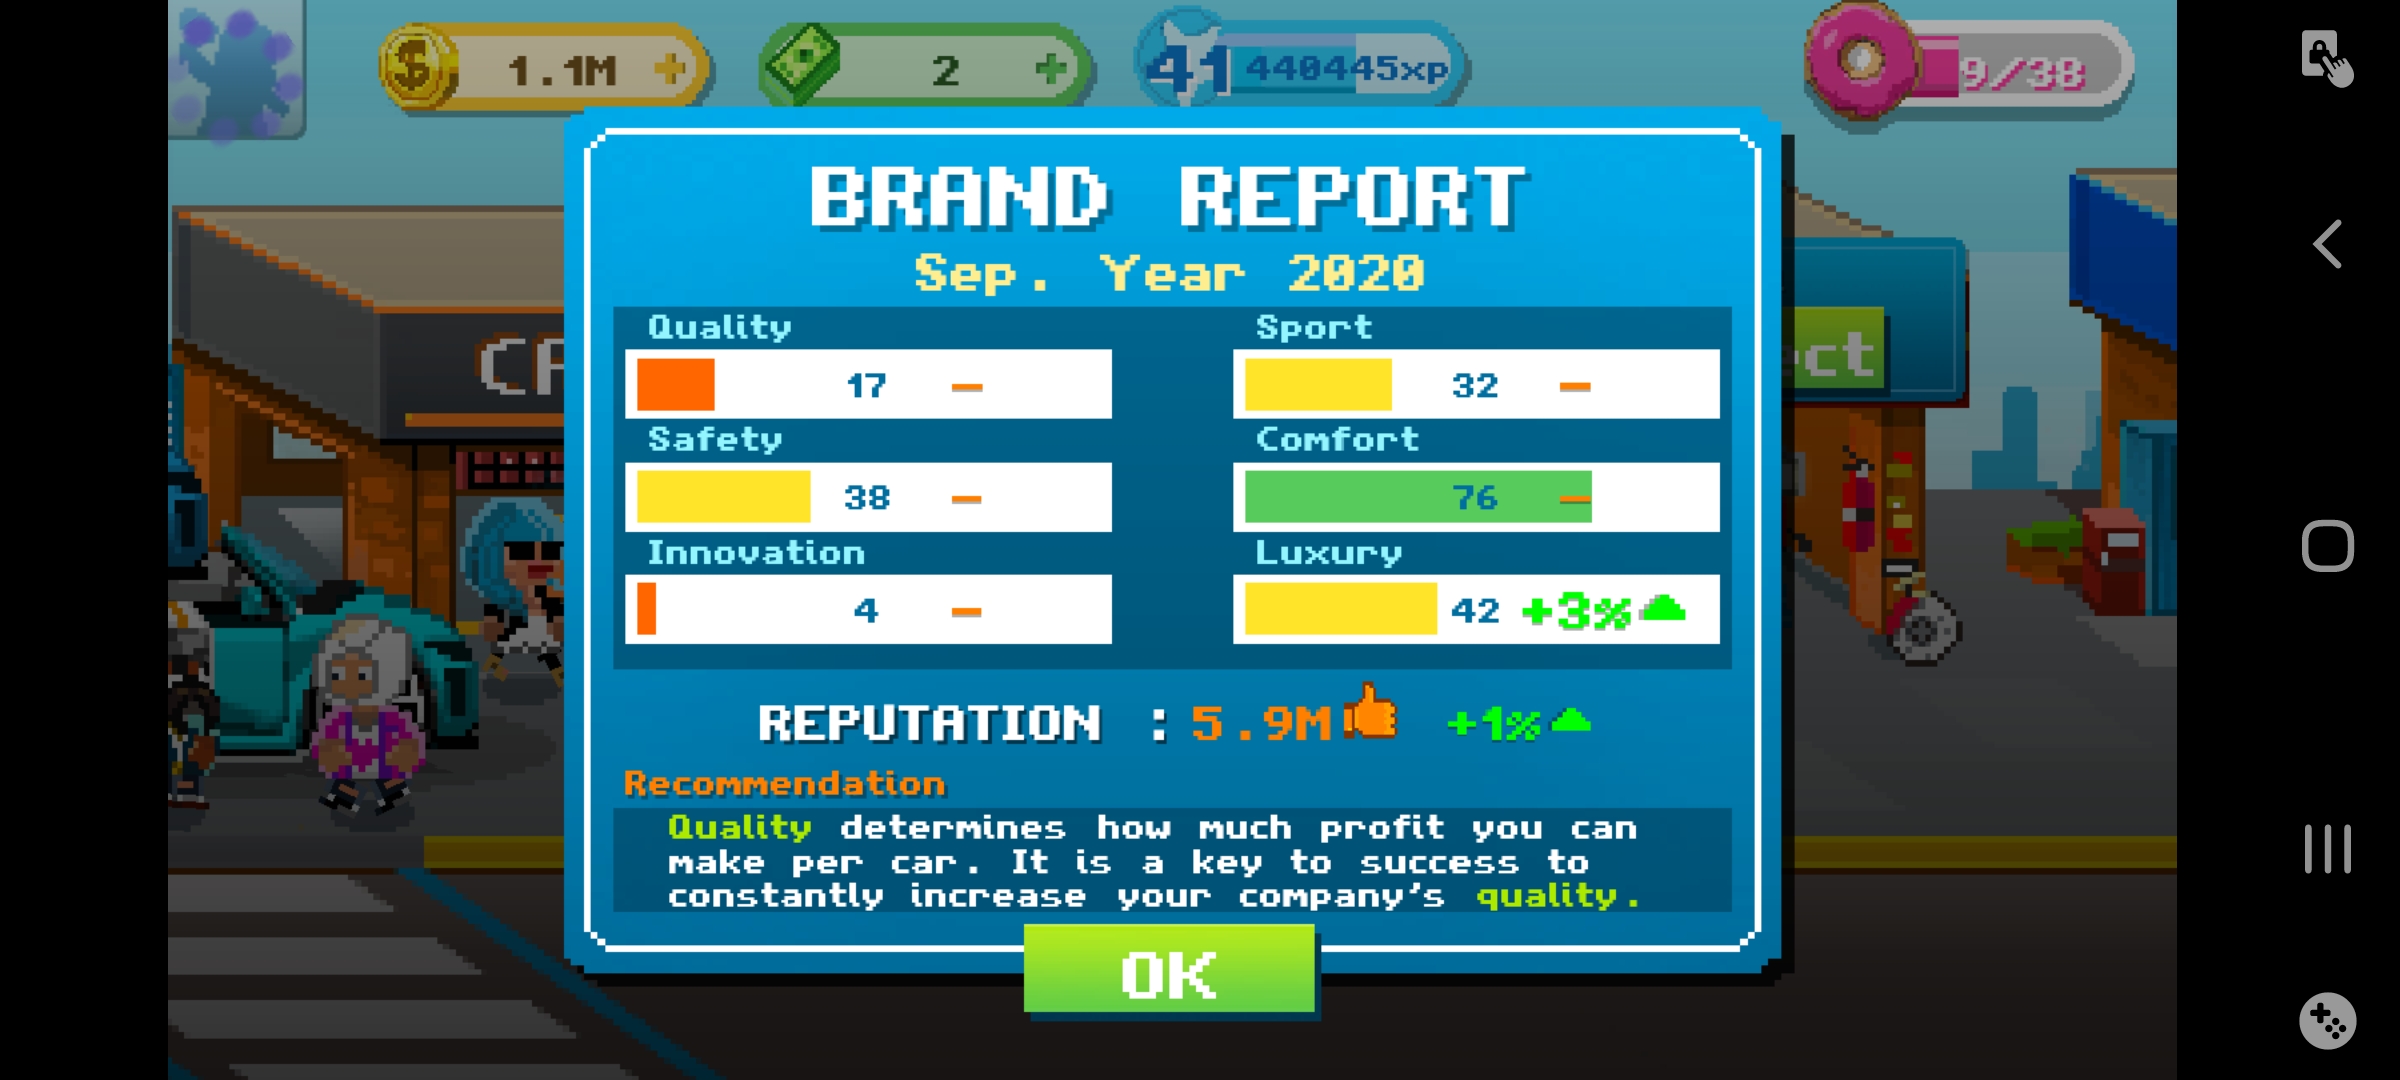 1.1M +
2 +
41 440445xp
9/38
BRAND REPORT
Sep. Year 2020
Quality
17 –
Sport
32 –
Safety
38 –
Comfort
76 –
Innovation
4 –
Luxury
42 +3%
REPUTATION : 5.9M +1%
Recommendation
Quality determines how much profit you can
make per car. It is a key to success to
constantly increase your company's quality.
OK